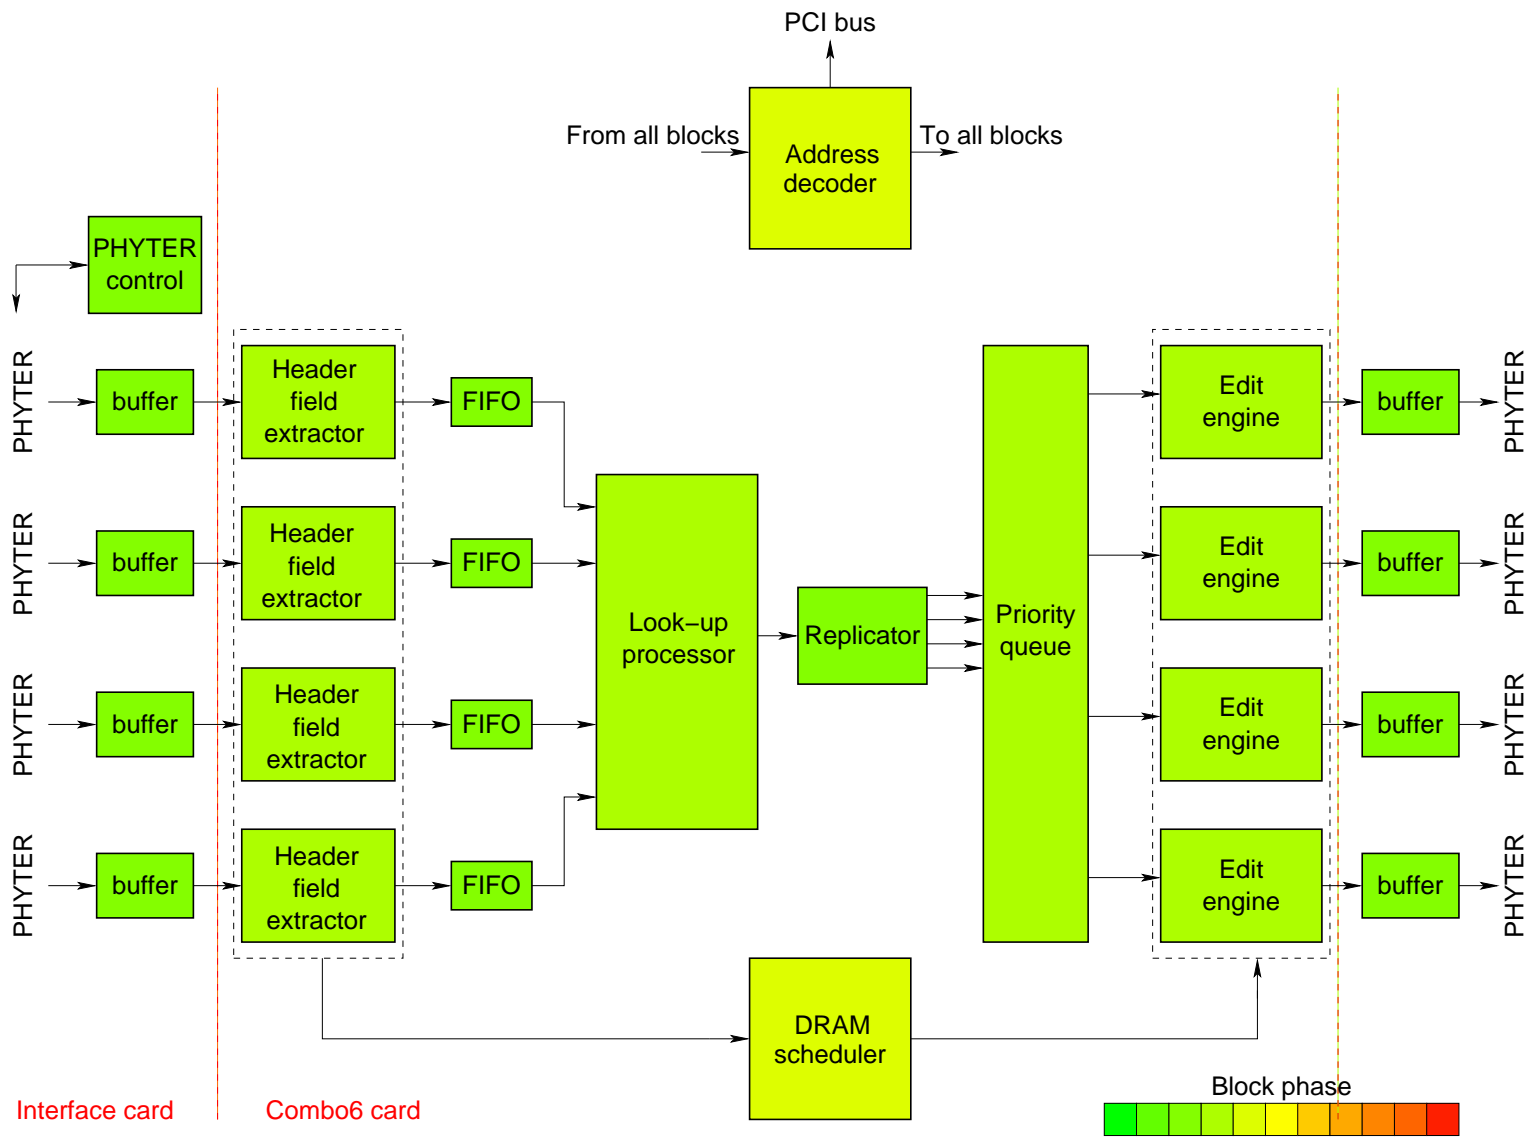 PCI bus
From all blocks
To all blocks
Address
decoder
PHYTER
control
PHYTER
buffer
Header
field
extractor
FIFO
Edit
engine
buffer
PHYTER
PHYTER
buffer
Header
field
extractor
FIFO
Edit
engine
buffer
PHYTER
Look−up
processor
Replicator
Priority
queue
PHYTER
buffer
Header
field
extractor
FIFO
Edit
engine
buffer
PHYTER
PHYTER
buffer
Header
field
extractor
FIFO
Edit
engine
buffer
PHYTER
DRAM
scheduler
Interface card
Combo6 card
Block phase